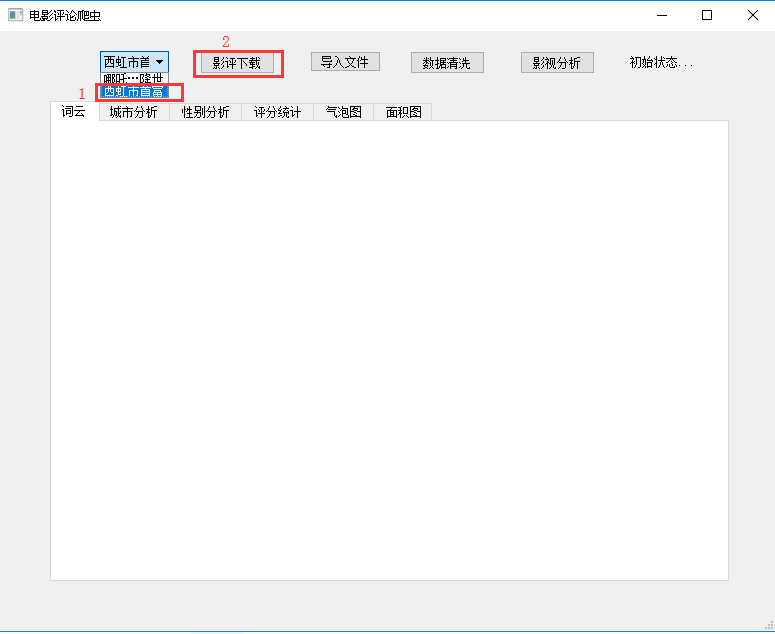 电影评论爬虫
2
西虹市首 影评下载 导入文件 数据清洗 影视分析 初始状态...
哪吒…降世
1 西虹市首富
词云 城市分析 性别分析 评分统计 气泡图 面积图